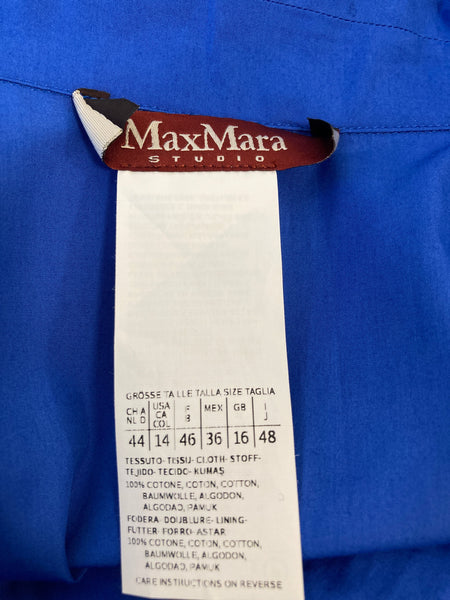 MaxMara
STUDIO
GRÖSSE TAILLE TALLA SIZE TAGLIA
CH A NL D USA CA COL F B MEX GB I J
44 14 46 36 16 48
TESSUTO- TISSU- CLOTH- STOFF-
TEJIDO- TECIDO- KUMAŞ
100% COTONE, COTON, COTTON,
BAUMWOLLE, ALGODON,
ALGODAO, PAMUK
FODERA- DOUBLURE- LINING-
FUTTER- FORRO- ASTAR
100% COTONE, COTON, COTTON,
BAUMWOLLE, ALGODON,
ALGODAO, PAMUK
CARE INSTRUCTIONS ON REVERSE